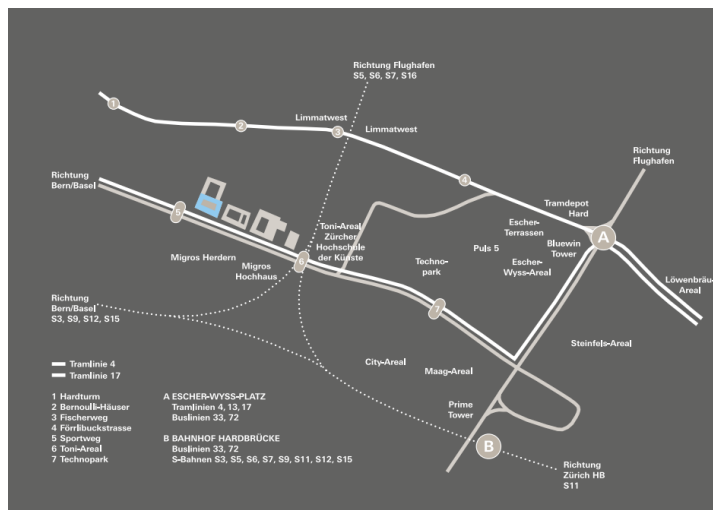 Richtung Flughafen
S5, S6, S7, S16
1
2
Limmatwest
3
Limmatwest
Richtung
Flughafen
Richtung
Bern/Basel
4
Tramdepot
Hard
5
Toni-Areal
Zürcher
Hochschule
der Künste
Escher-
Terrassen
A
Puls 5
Bluewin
Tower
Migros Herdern
Migros
Hochhaus
6
Techno-
park
Escher-
Wyss-Areal
Löwenbräu-
Areal
Richtung
Bern/Basel
S3, S9, S12, S15
7
Steinfels-Areal
City-Areal
Maag-Areal
Prime
Tower
B
Richtung
Zürich HB
S11
Tramlinie 4
Tramlinie 17
1 Hardturm
2 Bernoulli-Häuser
3 Fischerweg
4 Förrlibuckstrasse
5 Sportweg
6 Toni-Areal
7 Technopark
A ESCHER-WYSS-PLATZ
Tramlinien 4, 13, 17
Buslinien 33, 72
B BAHNHOF HARDBRÜCKE
Buslinien 33, 72
S-Bahnen S3, S5, S6, S7, S9, S11, S12, S15